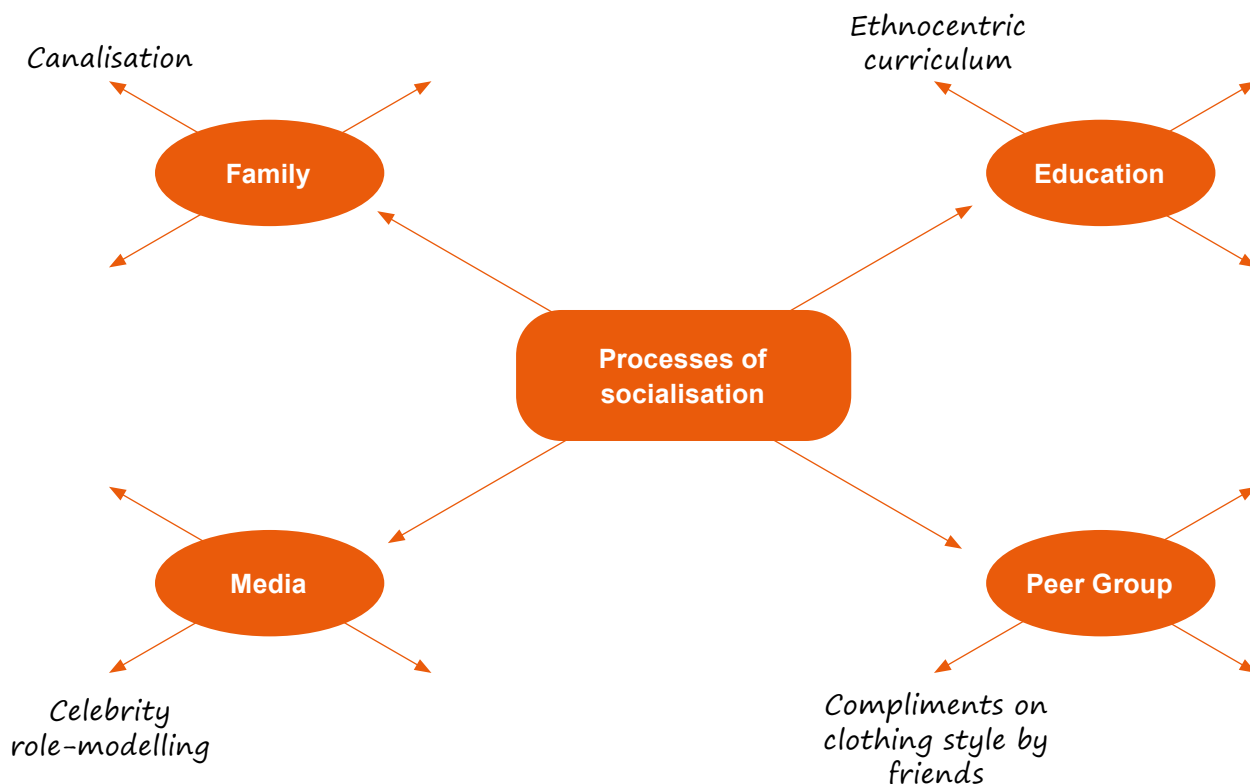 Canalisation
Ethnocentric
curriculum
Family
Education
Processes of
socialisation
Media
Peer Group
Celebrity
role-modelling
Compliments on
clothing style by
friends